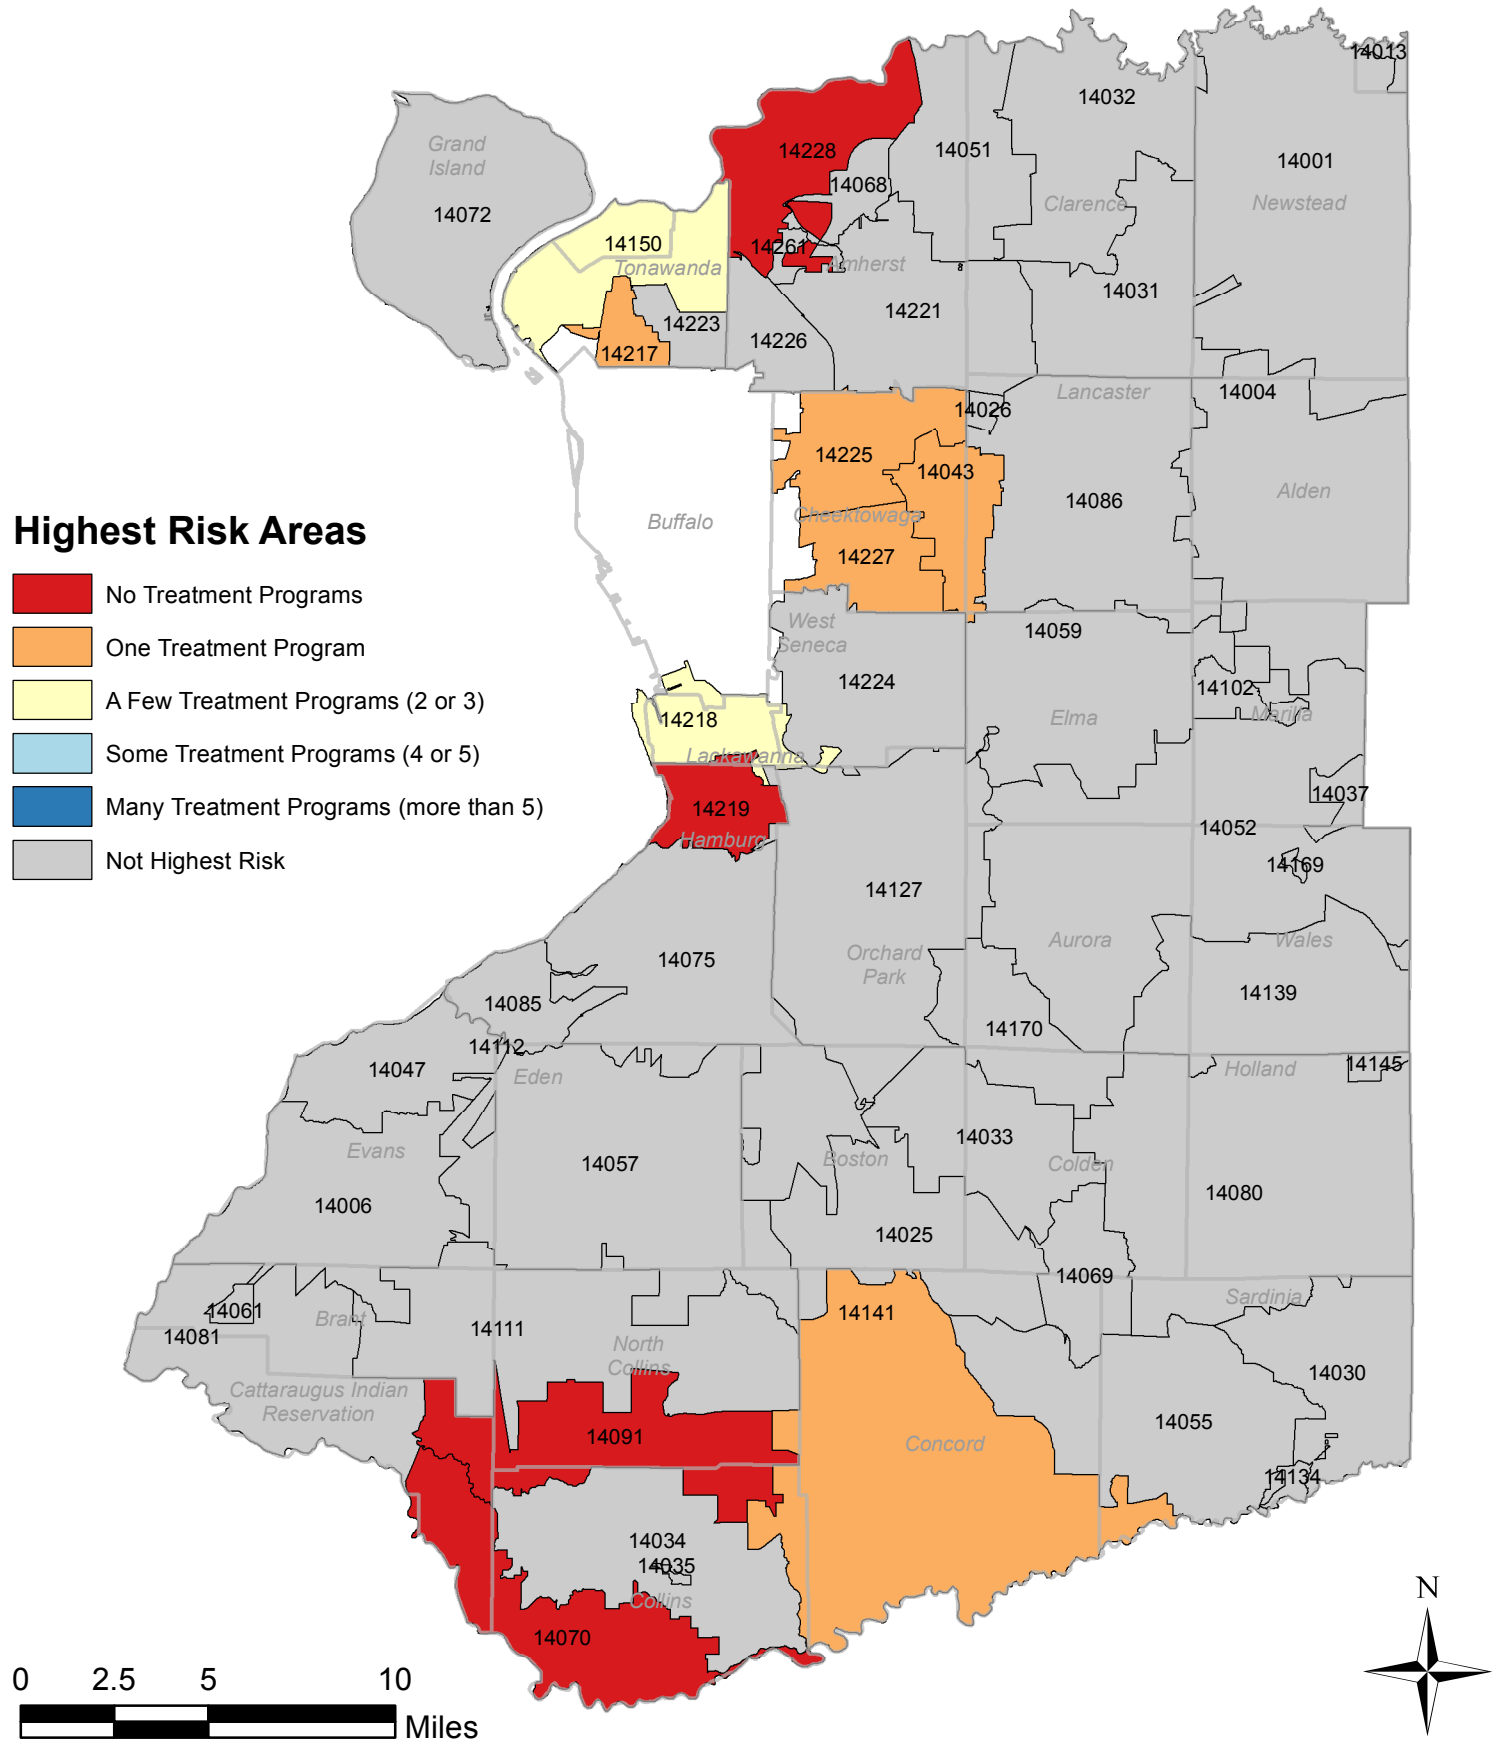 14013
14032
Grand
Island
14228
14051
14001
14068
Clarence
Newstead
14072
14150
14261
Tonawanda
Amherst
14031
14221
14223
14226
14217
Lancaster
14004
14026
14225
14043
Alden
14086
Cheektowaga
Buffalo
Highest Risk Areas
14227
No Treatment Programs
West
Seneca
14059
One Treatment Program
14224
14102
A Few Treatment Programs (2 or 3)
14218
Elma
Marilla
Some Treatment Programs (4 or 5)
Lackawanna
14037
Many Treatment Programs (more than 5)
14219
14052
Hamburg
Not Highest Risk
14169
14127
Aurora
Wales
Orchard
Park
14075
14139
14085
14170
14112
14047
Eden
Holland
14145
14033
Evans
14057
Boston
Colden
14080
14006
14025
14069
Sardinia
14061
Brant
14141
14081
14111
North
Collins
14030
Cattaraugus Indian
Reservation
14055
14091
Concord
14134
14034
14035
Collins
14070
N
0 2.5 5 10
Miles